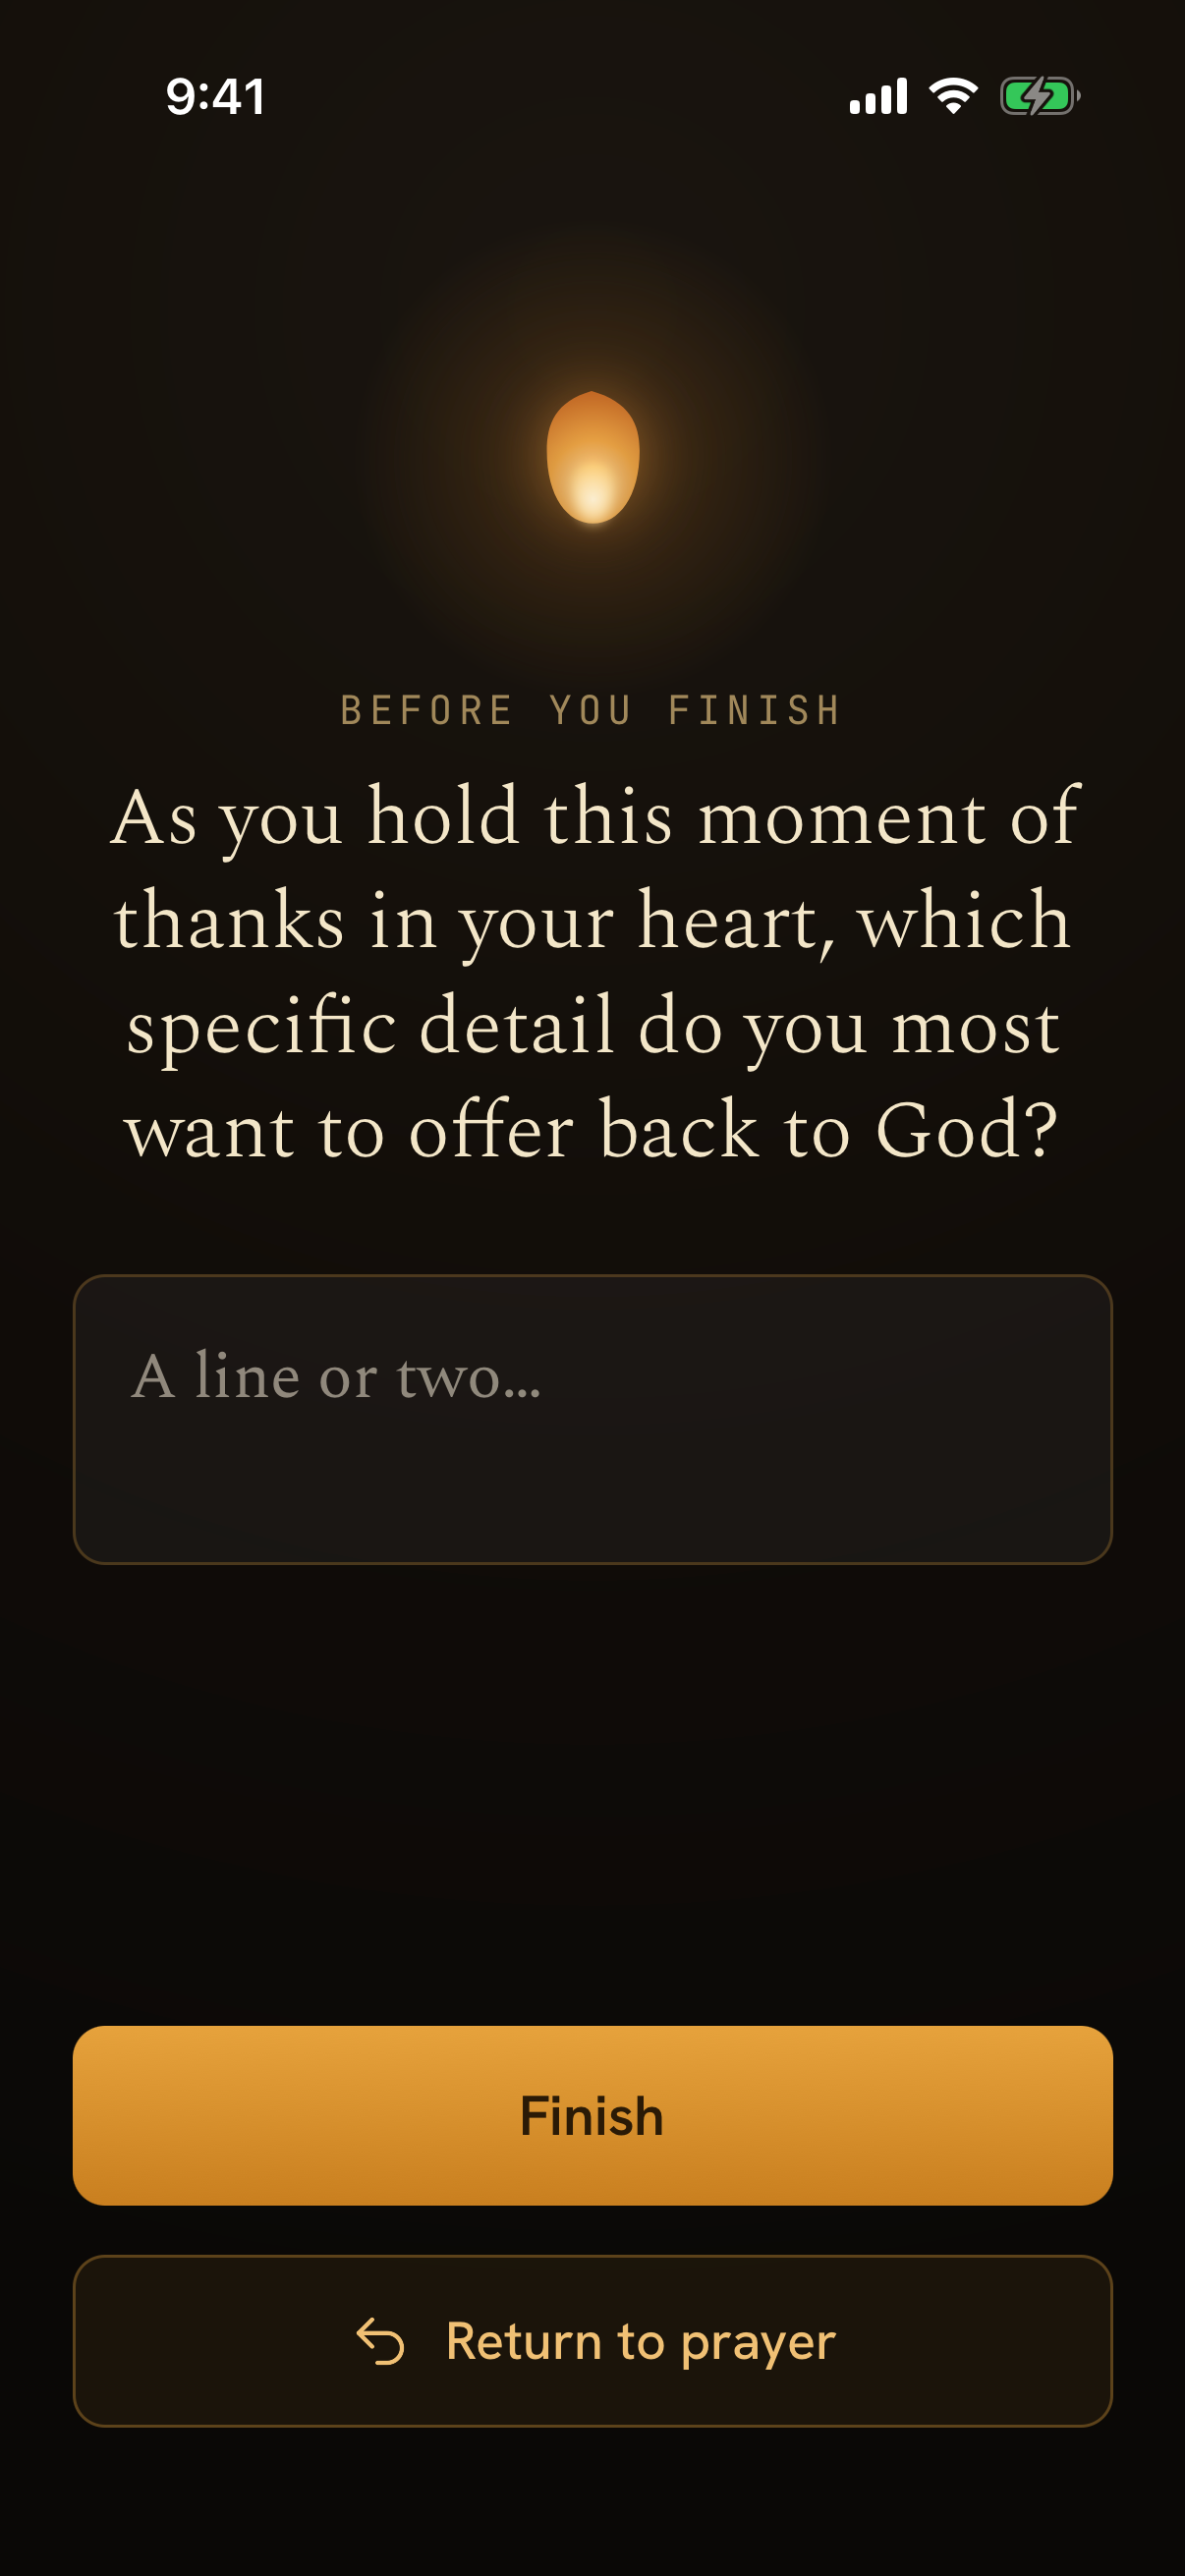 9:41
BEFORE YOU FINISH
As you hold this moment of
thanks in your heart, which
specific detail do you most
want to offer back to God?
A line or two…
Finish
Return to prayer